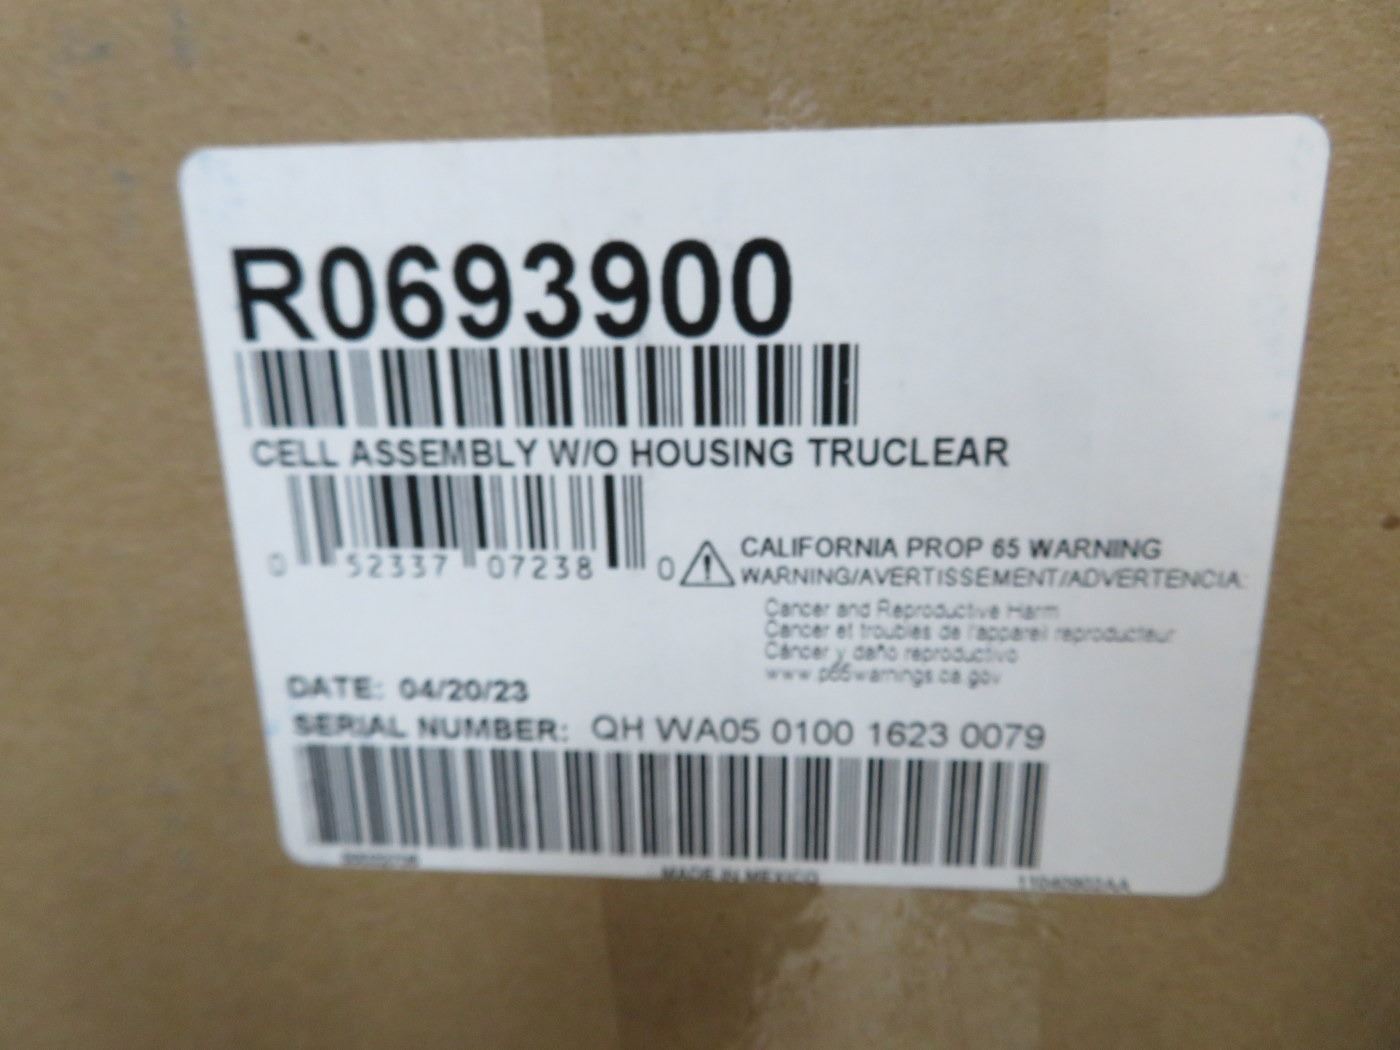 R0693900
CELL ASSEMBLY W/O HOUSING TRUCLEAR
0 52337 07238 0
CALIFORNIA PROP 65 WARNING
WARNING/AVERTISSEMENT/ADVERTENCIA:
Cancer and Reproductive Harm
Cancer et troubles de l'appareil reproducteur
Cáncer y daño reproductivo
www.p65warnings.ca.gov
DATE: 04/20/23
SERIAL NUMBER: QH WA05 0100 1623 0079
MADE IN MEXICO